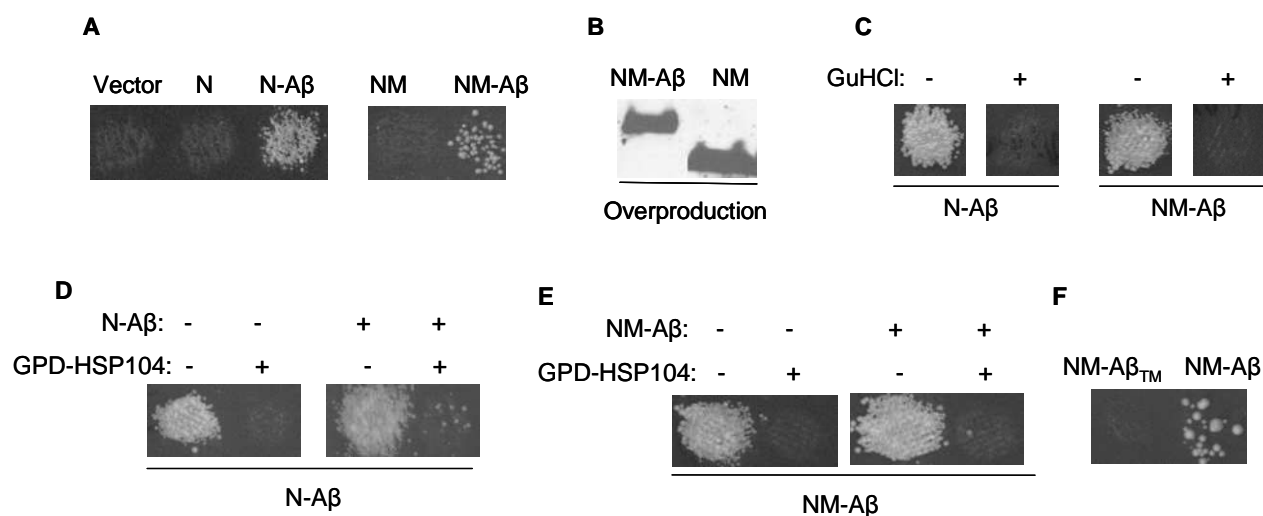 A
Vector N N-Aβ NM NM-Aβ
B
NM-Aβ NM
Overproduction
C
GuHCl: - + - +
N-Aβ NM-Aβ
D
N-Aβ: - - + +
GPD-HSP104: - + - +
N-Aβ
E
NM-Aβ: - - + +
GPD-HSP104: - + - +
NM-Aβ
F
NM-AβTM NM-Aβ